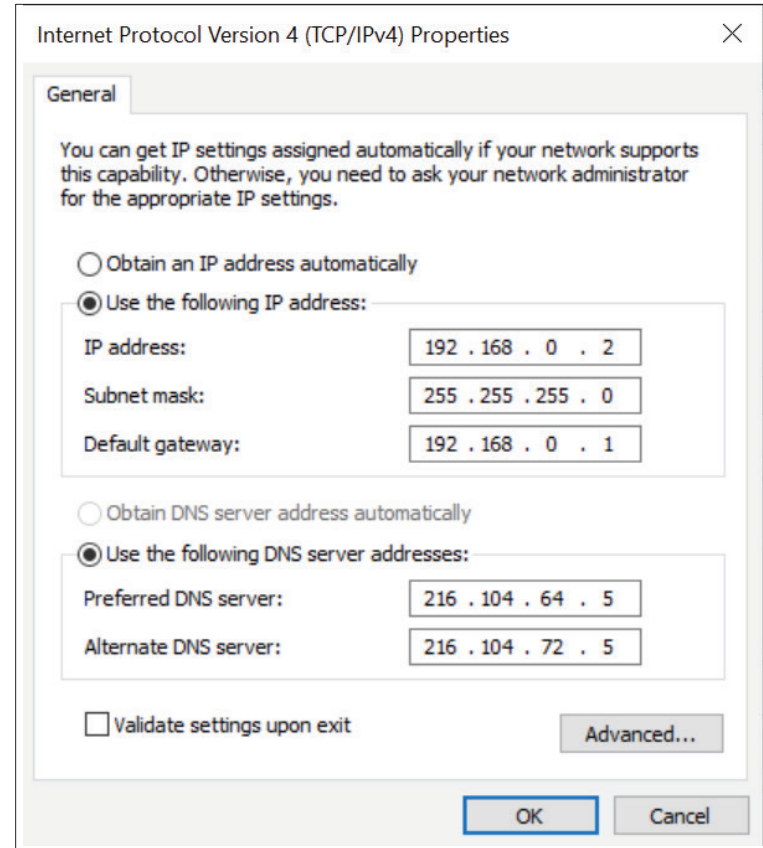 Internet Protocol Version 4 (TCP/IPv4) Properties
General
You can get IP settings assigned automatically if your network supports
this capability. Otherwise, you need to ask your network administrator
for the appropriate IP settings.
Obtain an IP address automatically
Use the following IP address:
IP address: 192 . 168 . 0 . 2
Subnet mask: 255 . 255 . 255 . 0
Default gateway: 192 . 168 . 0 . 1
Obtain DNS server address automatically
Use the following DNS server addresses:
Preferred DNS server: 216 . 104 . 64 . 5
Alternate DNS server: 216 . 104 . 72 . 5
Validate settings upon exit
Advanced...
OK Cancel